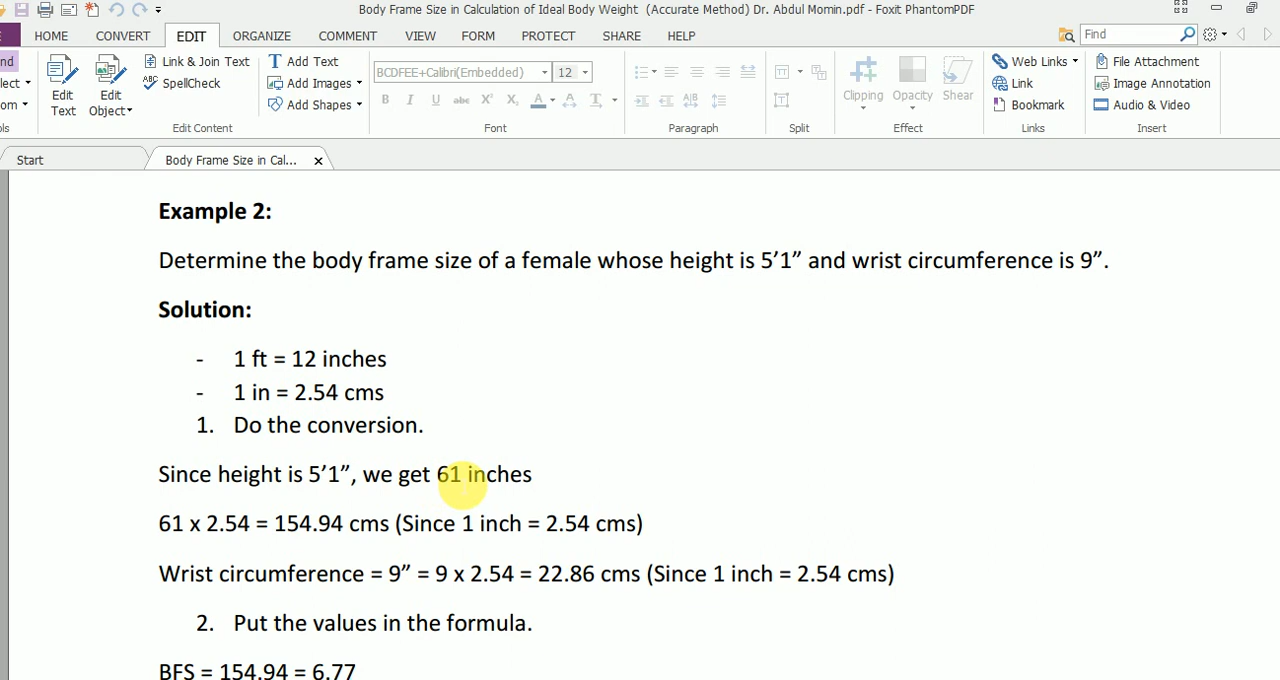 Body Frame Size in Calculation of Ideal Body Weight (Accurate Method) Dr. Abdul Momin.pdf - Foxit PhantomPDF
HOME CONVERT EDIT ORGANIZE COMMENT VIEW FORM PROTECT SHARE HELP Find
Link & Join Text Add Text BCDFEE+Calibri(Embedded) 12 Web Links File Attachment
SpellCheck Add Images Link Image Annotation
Edit Text Edit Object Add Shapes Clipping Opacity Shear Bookmark Audio & Video
Edit Content Font Paragraph Split Effect Links Insert
Start Body Frame Size in Cal...
Example 2:
Determine the body frame size of a female whose height is 5’1” and wrist circumference is 9”.
Solution:
- 1 ft = 12 inches
- 1 in = 2.54 cms
1. Do the conversion.
Since height is 5’1”, we get 61 inches
61 x 2.54 = 154.94 cms (Since 1 inch = 2.54 cms)
Wrist circumference = 9” = 9 x 2.54 = 22.86 cms (Since 1 inch = 2.54 cms)
2. Put the values in the formula.
BFS = 154.94 = 6.77